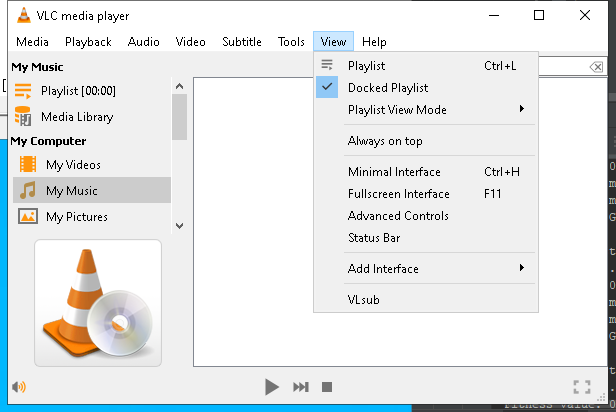 VLC media player
Media Playback Audio Video Subtitle Tools View Help
My Music
Playlist [00:00]
Media Library
My Computer
My Videos
My Music
My Pictures
Playlist Ctrl+L
Docked Playlist
Playlist View Mode
Always on top
Minimal Interface Ctrl+H
Fullscreen Interface F11
Advanced Controls
Status Bar
Add Interface
VLsub